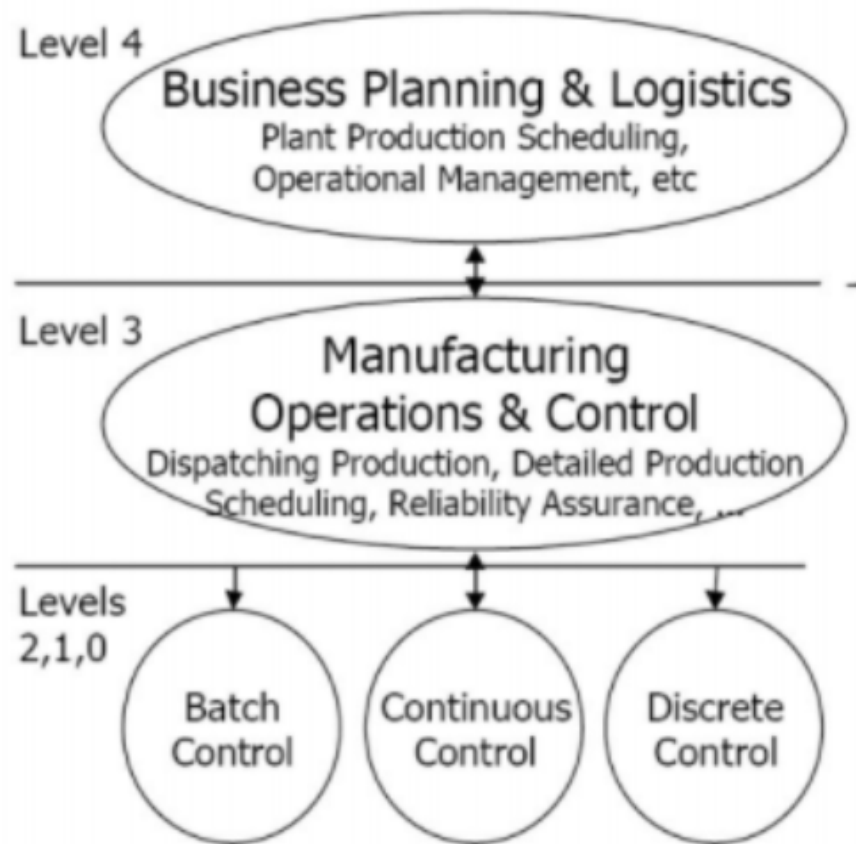 Level 4
Business Planning & Logistics
Plant Production Scheduling,
Operational Management, etc
Level 3
Manufacturing
Operations & Control
Dispatching Production, Detailed Production
Scheduling, Reliability Assurance, ...
Levels
2,1,0
Batch
Control
Continuous
Control
Discrete
Control